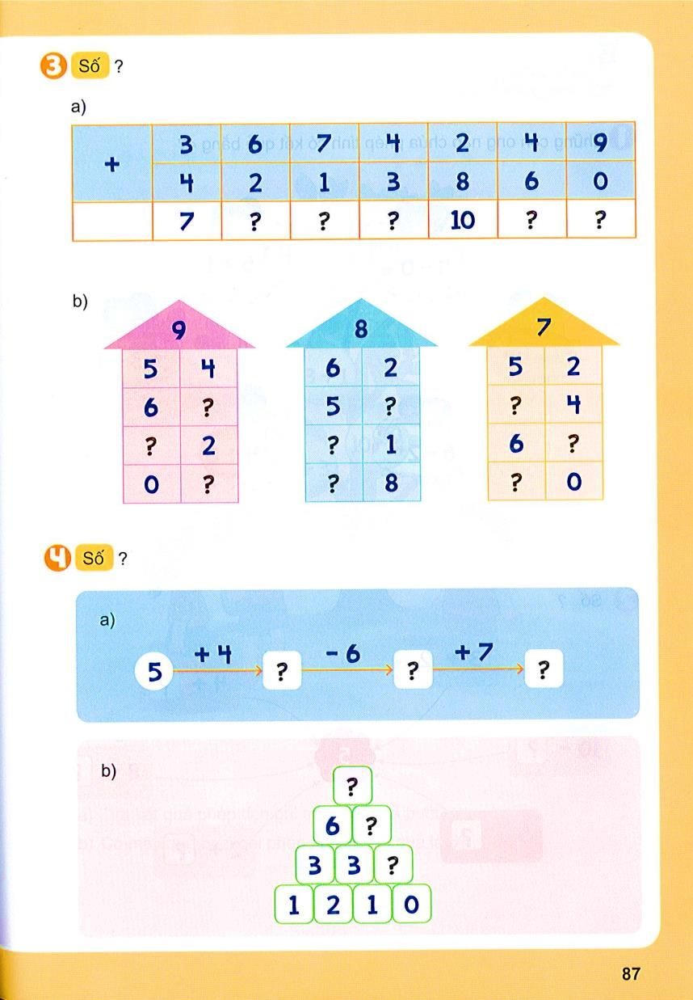 3 Số ?
a)
+ 3 6 7 4 2 4 9
4 2 1 3 8 6 0
7 ? ? ? 10 ? ?
b)
9 8 7
5 4 6 2 5 2
6 ? 5 ? ? 4
? 2 ? 1 6 ?
0 ? ? 8 ? 0
4 Số ?
a)
+ 4 - 6 + 7
5 ? ? ?
b)
?
6 ?
3 3 ?
1 2 1 0
87